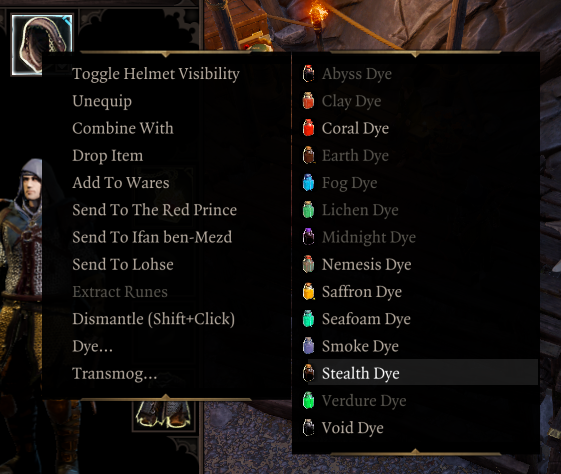 Toggle Helmet Visibility
Unequip
Combine With
Drop Item
Add To Wares
Send To The Red Prince
Send To Ifan ben-Mezd
Send To Lohse
Extract Runes
Dismantle (Shift+Click)
Dye...
Transmog...
Abyss Dye
Clay Dye
Coral Dye
Earth Dye
Fog Dye
Lichen Dye
Midnight Dye
Nemesis Dye
Saffron Dye
Seafoam Dye
Smoke Dye
Stealth Dye
Verdure Dye
Void Dye